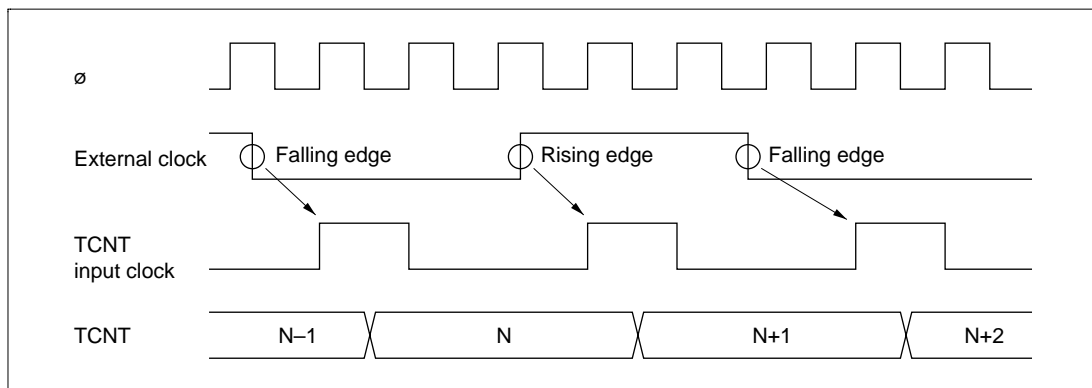 ø
External clock Falling edge Rising edge Falling edge
TCNT
input clock
TCNT N–1 N N+1 N+2